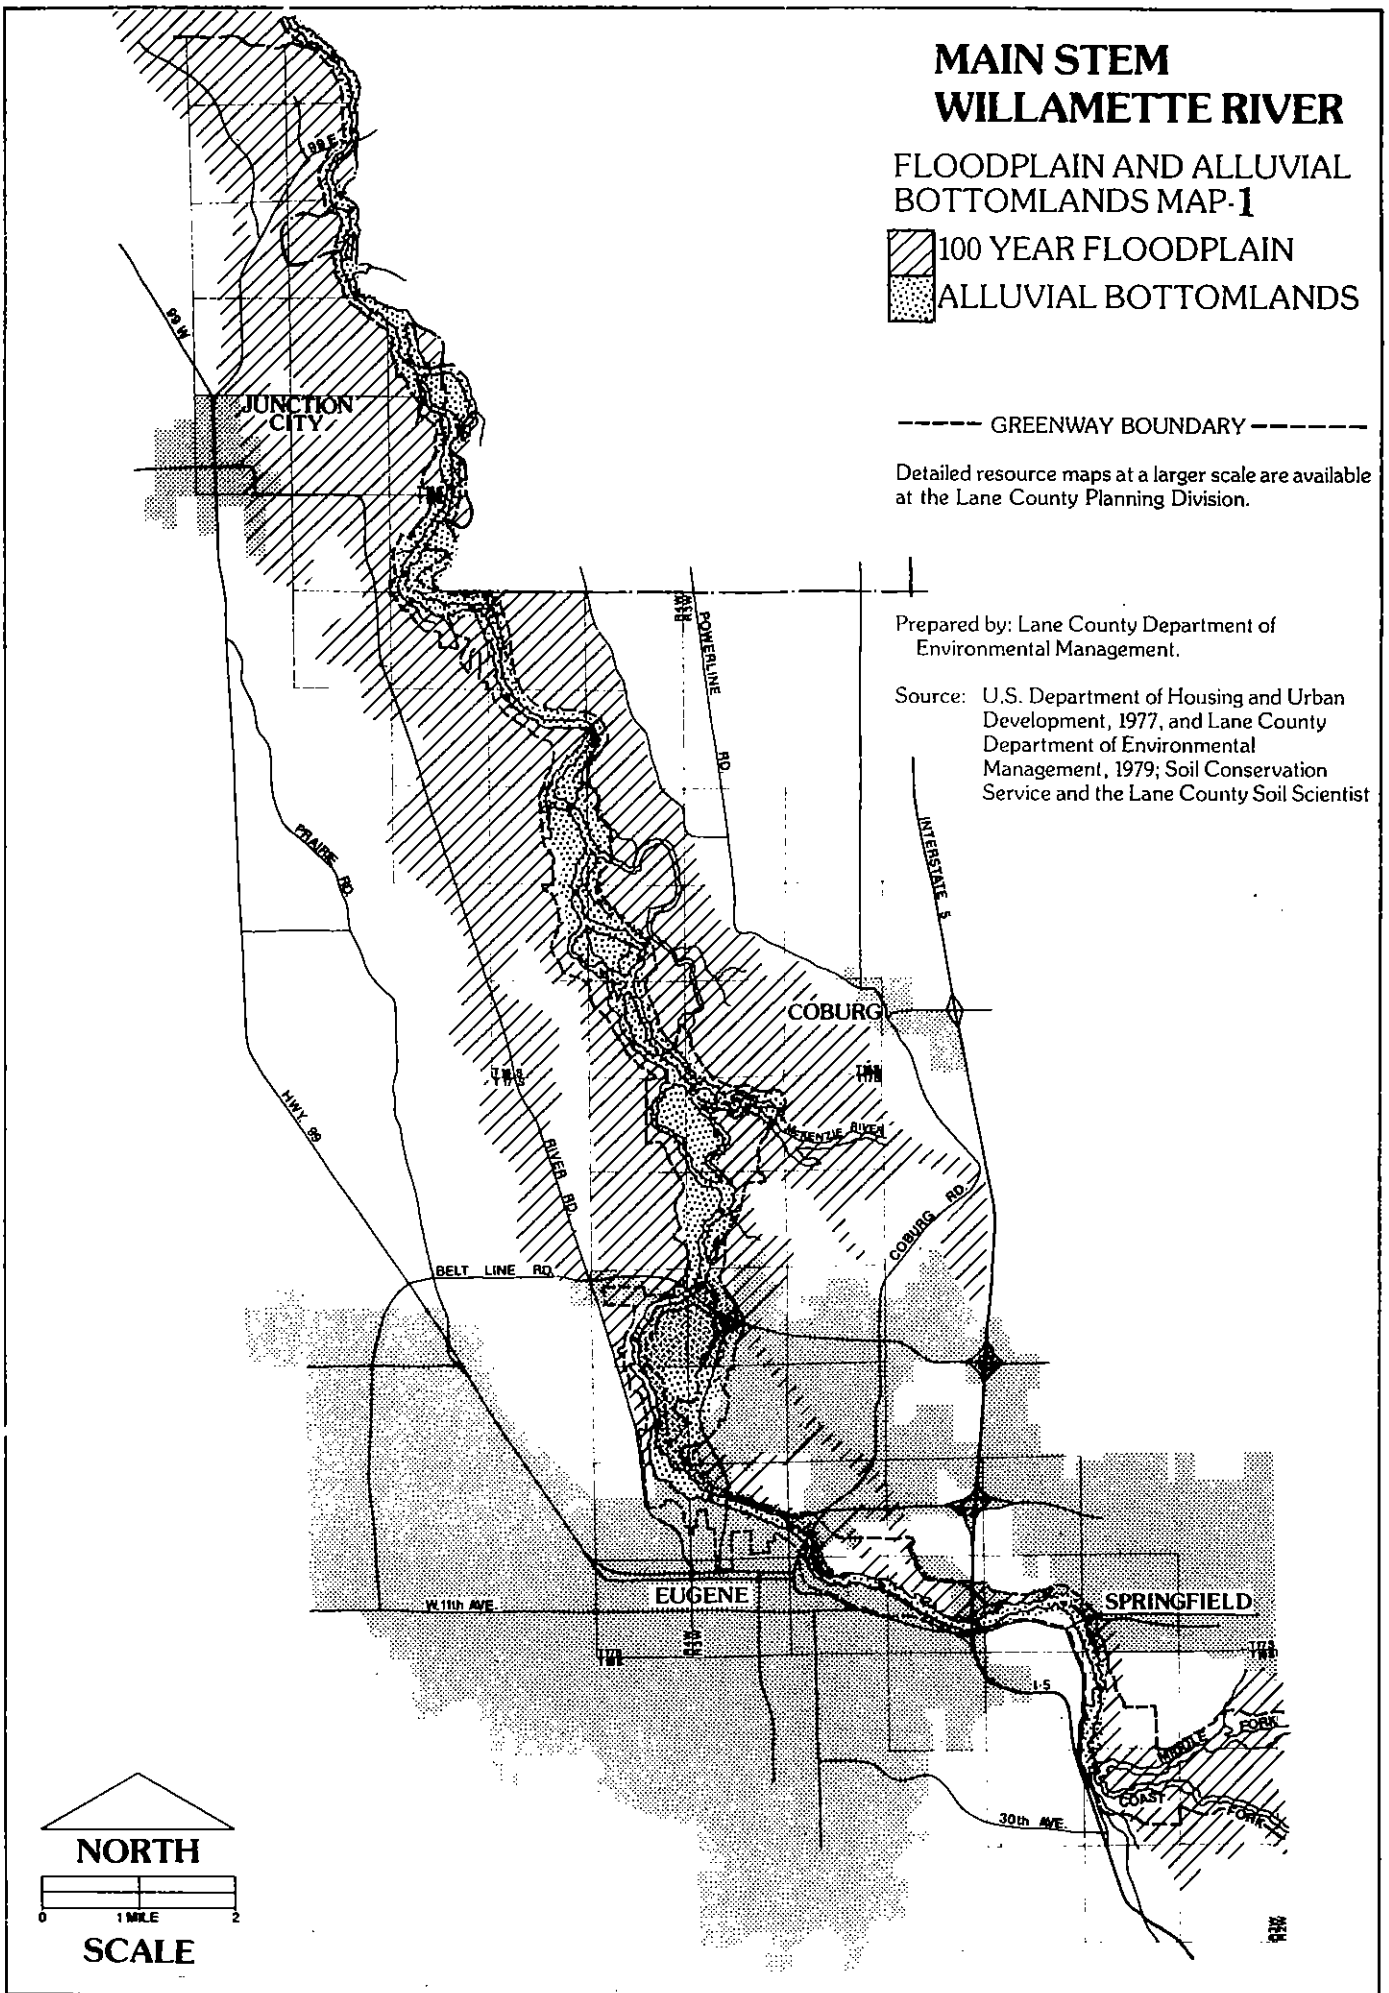 MAIN STEM
WILLAMETTE RIVER
FLOODPLAIN AND ALLUVIAL
BOTTOMLANDS MAP-1
100 YEAR FLOODPLAIN
ALLUVIAL BOTTOMLANDS
GREENWAY BOUNDARY
Detailed resource maps at a larger scale are available
at the Lane County Planning Division.
Prepared by: Lane County Department of
Environmental Management.
Source: U.S. Department of Housing and Urban
Development, 1977, and Lane County
Department of Environmental
Management, 1979; Soil Conservation
Service and the Lane County Soil Scientist
99 E
99 W
JUNCTION
CITY
POWERLINE
RD.
PRAIRIE
RD.
INTERSTATE 5
COBURG
HWY. 99
RIVER RD.
McKENZIE RIVER
COBURG RD.
BELT LINE RD.
EUGENE
W. 11th AVE.
SPRINGFIELD
I-5
MIDDLE FORK
COAST FORK
30th AVE.
NORTH
0 1 MILE 2
SCALE